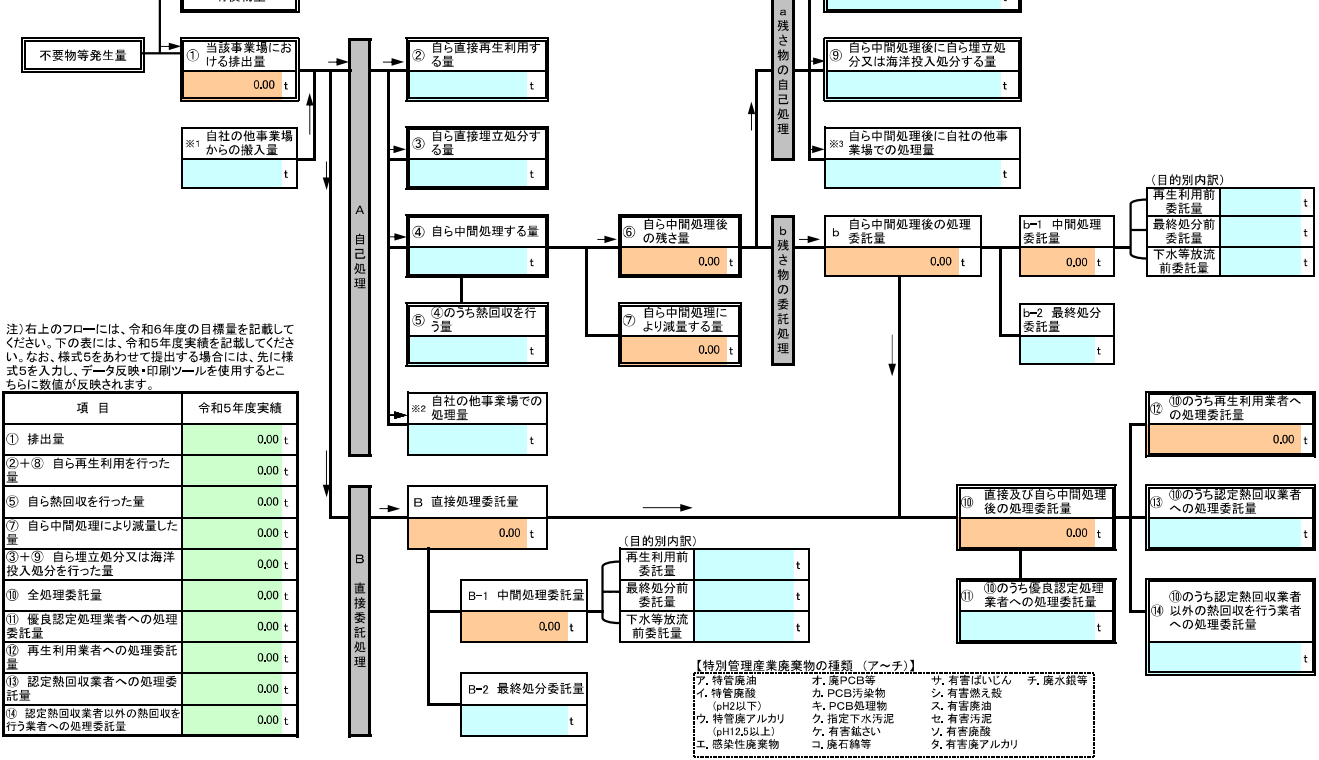 不要物等発生量
① 当該事業場にお
ける排出量
0.00 t
※1 自社の他事業場
からの搬入量
t
A
自己処理
② 自ら直接再生利用す
る量
t
③ 自ら直接埋立処分す
る量
t
④ 自ら中間処理する量
t
⑤ ④のうち熱回収を行
う量
t
※2 自社の他事業場での
処理量
t
⑥ 自ら中間処理後
の残さ量
0.00 t
⑦ 自ら中間処理に
より減量する量
0.00 t
a
残さ物の自己処理
⑨ 自ら中間処理後に自ら埋立処
分又は海洋投入処分する量
t
※3 自ら中間処理後に自社の他事
業場での処理量
t
b
残さ物の委託処理
b 自ら中間処理後の処理
委託量
0.00 t
b-1 中間処理
委託量
0.00 t
(目的別内訳)
再生利用前
委託量
t
最終処分前
委託量
t
下水等放流
前委託量
t
b-2 最終処分
委託量
t
注)右上のフローには、令和6年度の目標量を記載して
ください。下の表には、令和5年度実績を記載してくださ
い。なお、様式5をあわせて提出する場合には、先に様
式5を入力し、データ反映・印刷ツールを使用するとこ
ちらに数値が反映されます。
項 目 令和5年度実績
① 排出量 0.00 t
②+⑧ 自ら再生利用を行った
量 0.00 t
⑤ 自ら熱回収を行った量 0.00 t
⑦ 自ら中間処理により減量した
量 0.00 t
③+⑨ 自ら埋立処分又は海洋
投入処分を行った量 0.00 t
⑩ 全処理委託量 0.00 t
⑪ 優良認定処理業者への処理
委託量 0.00 t
⑫ 再生利用業者への処理委託
量 0.00 t
⑬ 認定熱回収業者への処理委
託量 0.00 t
⑭ 認定熱回収業者以外の熱回収を
行う業者への処理委託量 0.00 t
B
直接委託処理
B 直接処理委託量
0.00 t
B-1 中間処理委託量
0.00 t
(目的別内訳)
再生利用前
委託量
t
最終処分前
委託量
t
下水等放流
前委託量
t
B-2 最終処分委託量
t
⑩ 直接及び自ら中間処理
後の処理委託量
0.00 t
⑪ ⑩のうち優良認定処理
業者への処理委託量
t
⑫ ⑩のうち再生利用業者へ
の処理委託量
0.00 t
⑬ ⑩のうち認定熱回収業者
への処理委託量
t
⑭ ⑩のうち認定熱回収業者
以外の熱回収を行う業者
への処理委託量
t
【特別管理産業廃棄物の種類 (ア~チ)】
ア. 特管廃油 オ. 廃PCB等 サ. 有害ばいじん チ. 廃水銀等
イ. 特管廃酸 カ. PCB汚染物 シ. 有害燃え殻
(pH2以下) キ. PCB処理物 ス. 有害廃油
ウ. 特管廃アルカリ ク. 指定下水汚泥 セ. 有害汚泥
(pH12.5以上) ケ. 有害鉱さい ソ. 有害廃酸
エ. 感染性廃棄物 コ. 廃石綿等 タ. 有害廃アルカリ